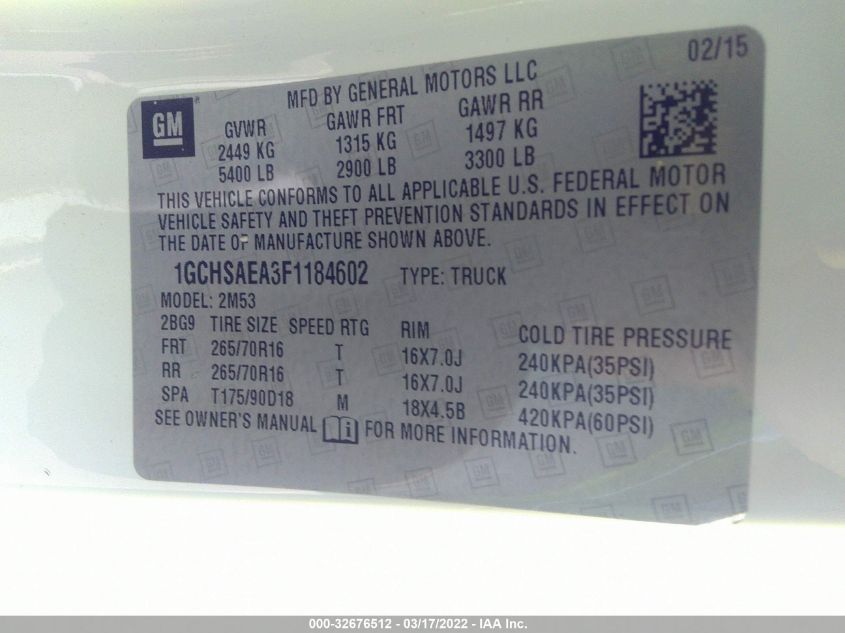 02/15
MFD BY GENERAL MOTORS LLC
GM
GVWR GAWR FRT GAWR RR
2449 KG 1315 KG 1497 KG
5400 LB 2900 LB 3300 LB
THIS VEHICLE CONFORMS TO ALL APPLICABLE U.S. FEDERAL MOTOR
VEHICLE SAFETY AND THEFT PREVENTION STANDARDS IN EFFECT ON
THE DATE OF MANUFACTURE SHOWN ABOVE.
1GCHSAEA3F1184602 TYPE: TRUCK
MODEL: 2M53
2BG9 TIRE SIZE SPEED RTG RIM COLD TIRE PRESSURE
FRT 265/70R16 T 16X7.0J 240KPA(35PSI)
RR 265/70R16 T 16X7.0J 240KPA(35PSI)
SPA T175/90D18 M 18X4.5B 420KPA(60PSI)
SEE OWNER'S MANUAL FOR MORE INFORMATION.
000-32676512 - 03/17/2022 - IAA Inc.